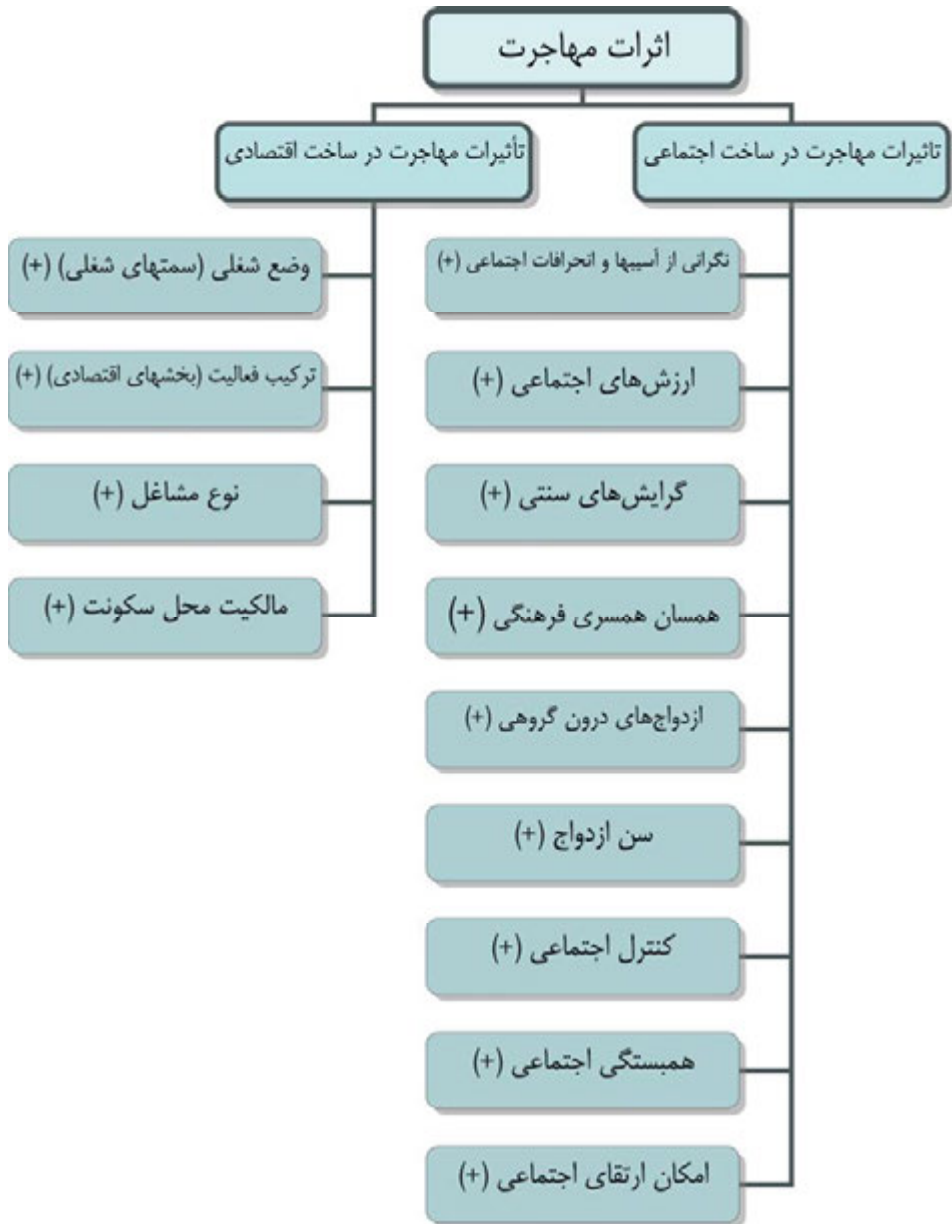 اثرات مهاجرت
تاثیرات مهاجرت در ساخت اجتماعی
نگرانی از آسیبها و انحرافات اجتماعی (+)
ارزش‌های اجتماعی (+)
گرایش‌های سنتی (+)
همسان همسری فرهنگی (+)
ازدواج‌های درون گروهی (+)
سن ازدواج (+)
کنترل اجتماعی (+)
همبستگی اجتماعی (+)
امکان ارتقای اجتماعی (+)
تأثیرات مهاجرت در ساخت اقتصادی
وضع شغلی (سمتهای شغلی) (+)
ترکیب فعالیت (بخشهای اقتصادی) (+)
نوع مشاغل (+)
مالکیت محل سکونت (+)